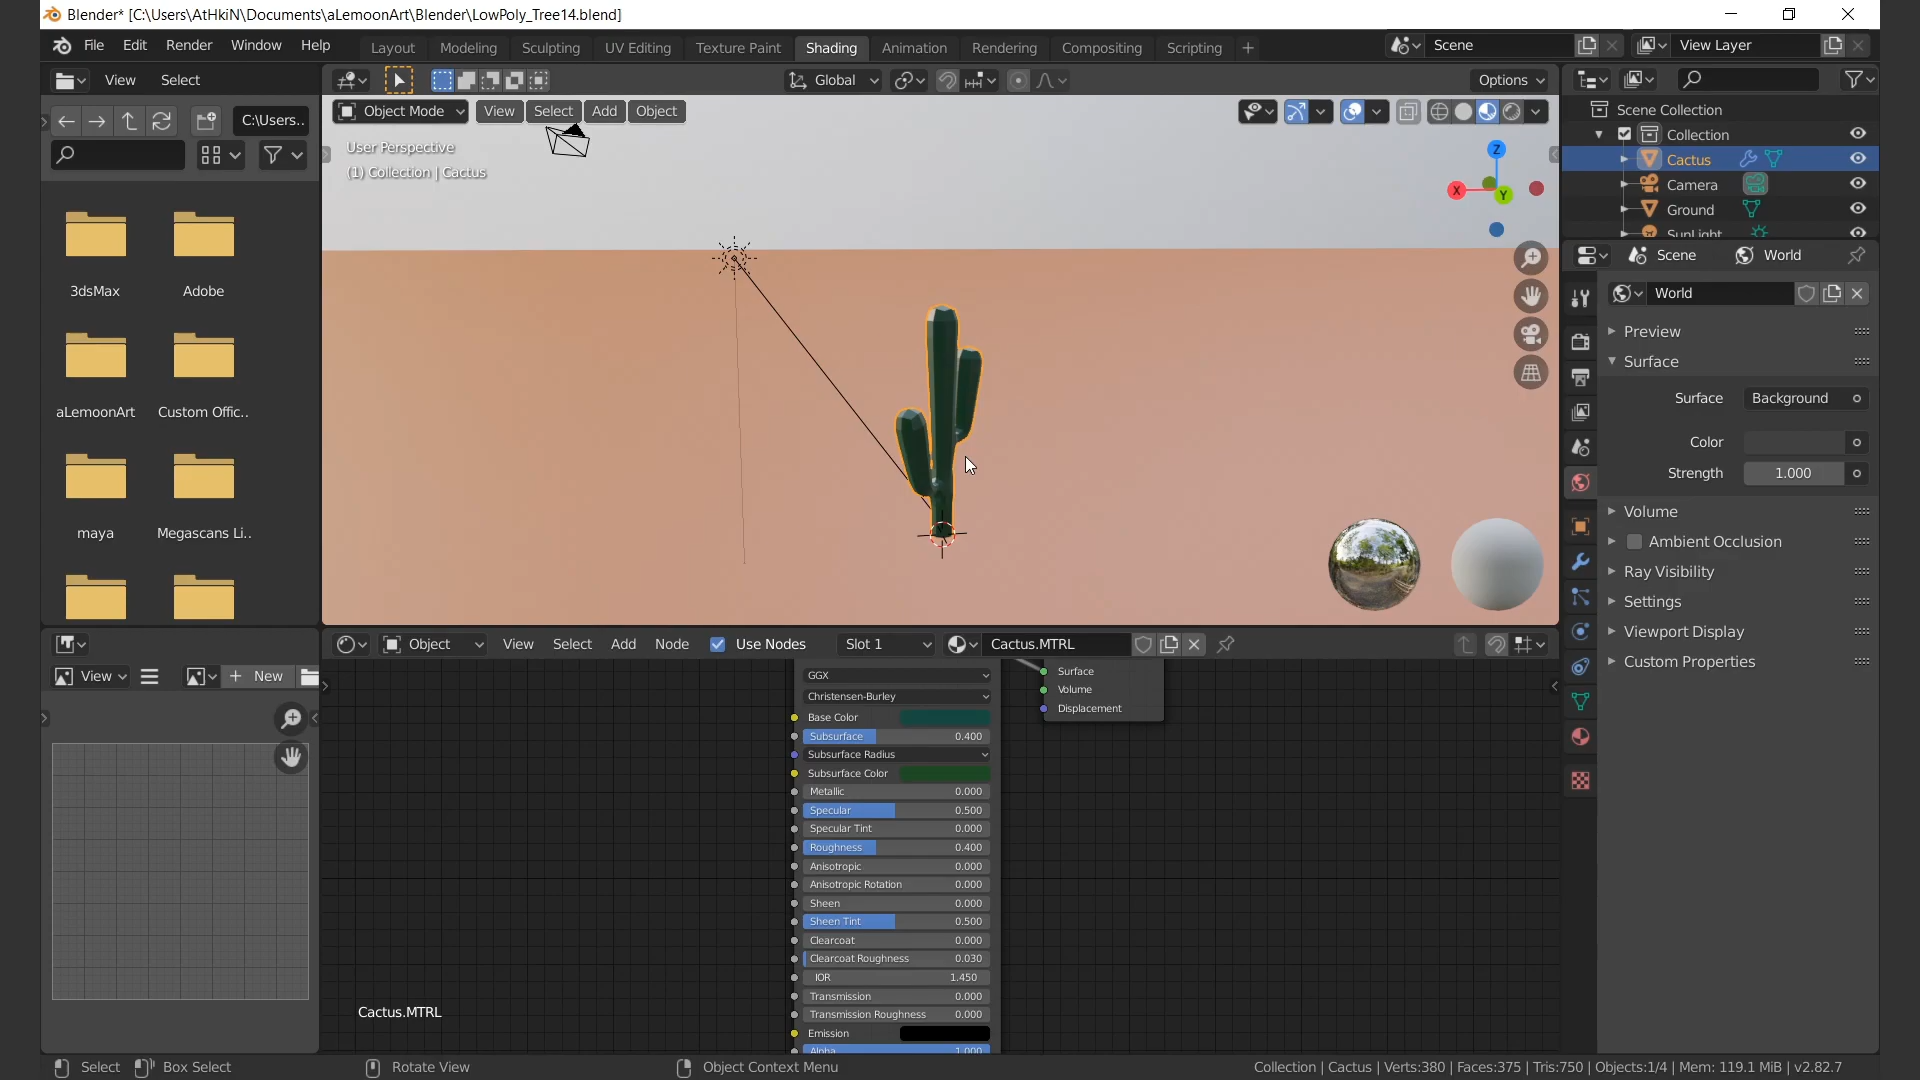 Blender* [C:\Users\AtHkiN\Documents\aLemoonArt\Blender\LowPoly_Tree14.blend]
File Edit Render Window Help Layout Modeling Sculpting UV Editing Texture Paint Shading Animation Rendering Compositing Scripting + Scene View Layer
View Select Global Options
C:\Users.. Object Mode View Select Add Object
User Perspective
(1) Collection | Cactus
Z
X
Y
3dsMax Adobe
aLemoonArt Custom Offic..
maya Megascans Li..
Scene Collection
Collection
Cactus
Camera
Ground
SunLight
Scene World
World
Preview
Surface
Surface Background
Color
Strength 1.000
Volume
Ambient Occlusion
Ray Visibility
Settings
Viewport Display
Custom Properties
Object View Select Add Node Use Nodes Slot 1 Cactus.MTRL
View New
GGX
Christensen-Burley
Base Color
Subsurface 0.400
Subsurface Radius
Subsurface Color
Metallic 0.000
Specular 0.500
Specular Tint 0.000
Roughness 0.400
Anisotropic 0.000
Anisotropic Rotation 0.000
Sheen 0.000
Sheen Tint 0.500
Clearcoat 0.000
Clearcoat Roughness 0.030
IOR 1.450
Transmission 0.000
Transmission Roughness 0.000
Emission
Alpha 1.000
Surface
Volume
Displacement
Cactus.MTRL
Select Box Select Rotate View Object Context Menu Collection | Cactus | Verts:380 | Faces:375 | Tris:750 | Objects:1/4 | Mem: 119.1 MiB | v2.82.7